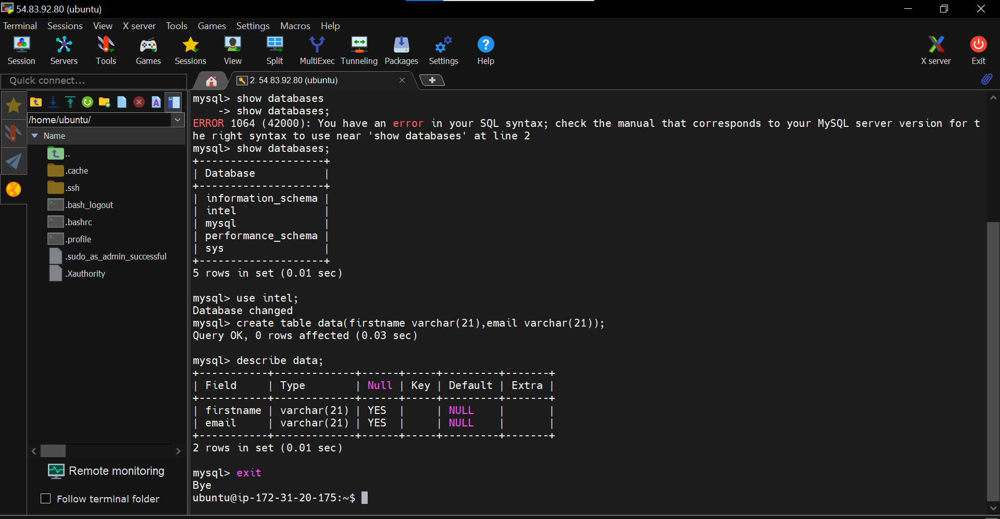 54.83.92.80 (ubuntu)
Terminal Sessions View X server Tools Games Settings Macros Help
Session Servers Tools Games Sessions View Split MultiExec Tunneling Packages Settings Help X server Exit
Quick connect...
2. 54.83.92.80 (ubuntu)
/home/ubuntu/
Name
..
.cache
.ssh
.bash_logout
.bashrc
.profile
.sudo_as_admin_successful
.Xauthority
Remote monitoring
Follow terminal folder
mysql> show databases
    -> show databases;
ERROR 1064 (42000): You have an error in your SQL syntax; check the manual that corresponds to your MySQL server version for t
he right syntax to use near 'show databases' at line 2
mysql> show databases;
+--------------------+
| Database           |
+--------------------+
| information_schema |
| intel              |
| mysql              |
| performance_schema |
| sys                |
+--------------------+
5 rows in set (0.01 sec)

mysql> use intel;
Database changed
mysql> create table data(firstname varchar(21),email varchar(21));
Query OK, 0 rows affected (0.03 sec)

mysql> describe data;
+-----------+-------------+------+-----+---------+-------+
| Field     | Type        | Null | Key | Default | Extra |
+-----------+-------------+------+-----+---------+-------+
| firstname | varchar(21) | YES  |     | NULL    |       |
| email     | varchar(21) | YES  |     | NULL    |       |
+-----------+-------------+------+-----+---------+-------+
2 rows in set (0.01 sec)

mysql> exit
Bye
ubuntu@ip-172-31-20-175:~$